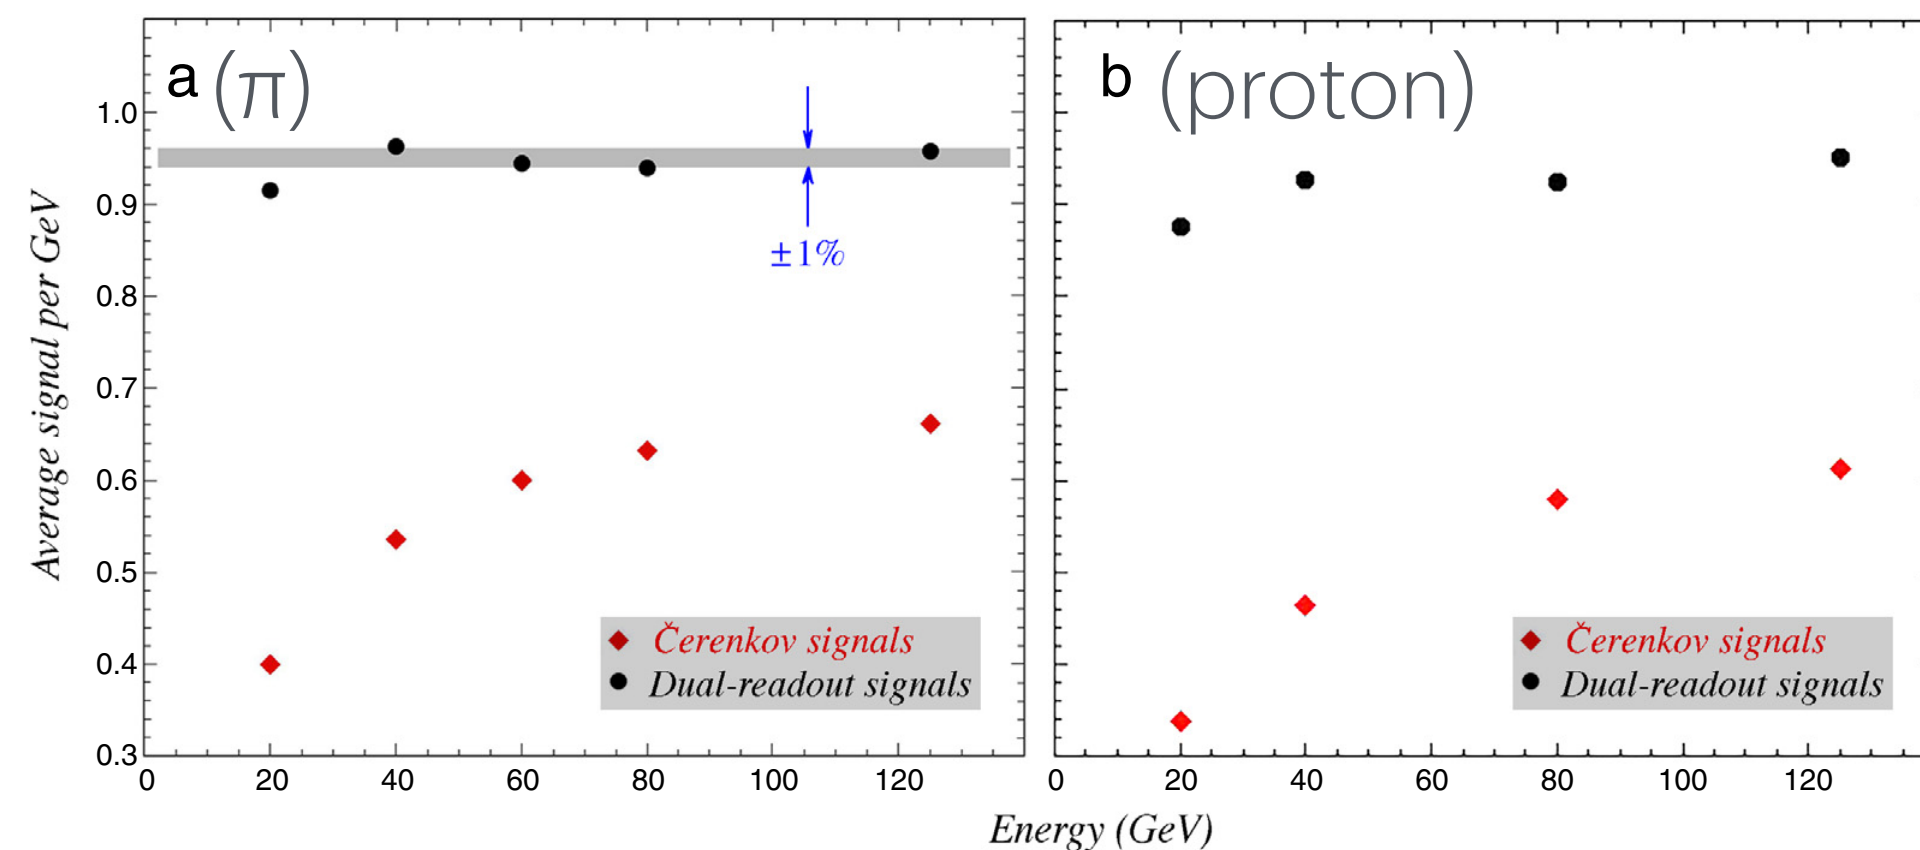 a (π)
b (proton)
Average signal per GeV
1.0
0.9
0.8
0.7
0.6
0.5
0.4
0.3
±1%
Čerenkov signals
Dual-readout signals
Čerenkov signals
Dual-readout signals
0 20 40 60 80 100 120
0 20 40 60 80 100 120
Energy (GeV)